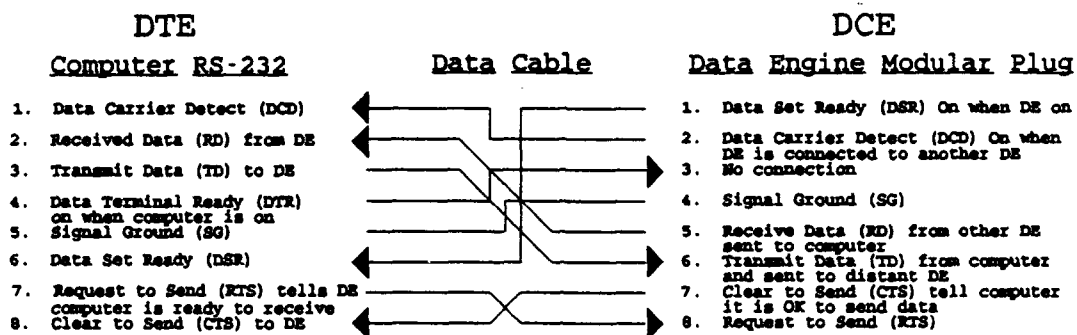 DTE
Computer RS-232
1. Data Carrier Detect (DCD)
2. Received Data (RD) from DE
3. Transmit Data (TD) to DE
4. Data Terminal Ready (DTR)
on when computer is on
5. Signal Ground (SG)
6. Data Set Ready (DSR)
7. Request to Send (RTS) tells DE
computer is ready to receive
8. Clear to Send (CTS) to DE
Data Cable
DCE
Data Engine Modular Plug
1. Data Set Ready (DSR) On when DE on
2. Data Carrier Detect (DCD) On when
DE is connected to another DE
3. No connection
4. Signal Ground (SG)
5. Receive Data (RD) from other DE
sent to computer
6. Transmit Data (TD) from computer
and sent to distant DE
7. Clear to Send (CTS) tell computer
it is OK to send data
8. Request to Send (RTS)